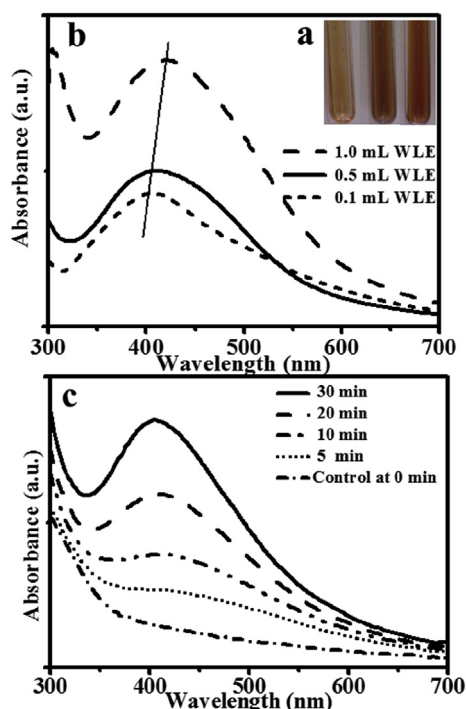 b
a
1.0 mL WLE
0.5 mL WLE
0.1 mL WLE
Absorbance (a.u.)
300 400 500 600 700
Wavelength (nm)
c
30 min
20 min
10 min
5 min
Control at 0 min
Absorbance (a.u.)
300 400 500 600 700
Wavelength (nm)